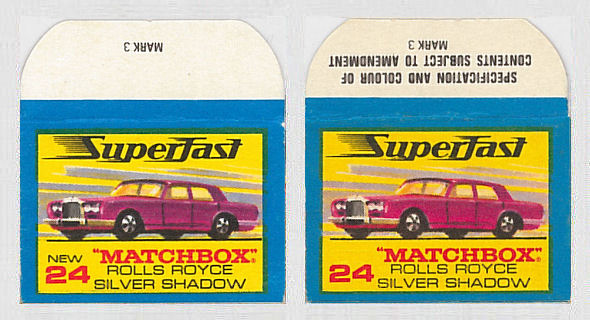 MARK 3
Superfast
NEW
24
"MATCHBOX"®
ROLLS ROYCE
SILVER SHADOW
SPECIFICATION AND COLOUR OF
CONTENTS SUBJECT TO AMENDMENT
MARK 3
Superfast
24
"MATCHBOX"®
ROLLS ROYCE
SILVER SHADOW